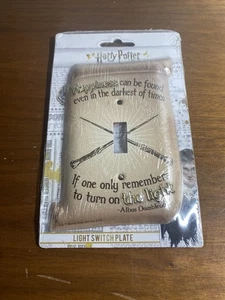 Harry Potter
Happiness can be found
even in the darkest of times
If one only remembers
to turn on the light
-Albus Dumbledore
LIGHT SWITCH PLATE